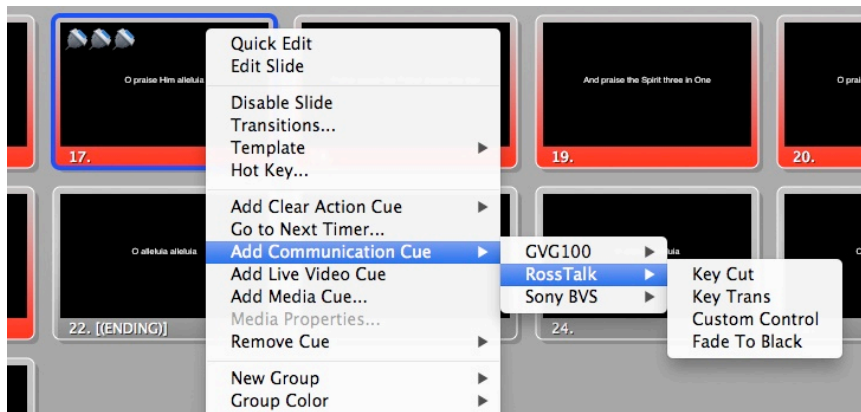 O praise Him alleluia
And praise the Spirit three in One
O prai
17.
19.
20.
O alleluia alleluia
luia
22. [(ENDING)]
24.
Quick Edit
Edit Slide
Disable Slide
Transitions...
Template
Hot Key...
Add Clear Action Cue
Go to Next Timer...
Add Communication Cue
Add Live Video Cue
Add Media Cue...
Media Properties...
Remove Cue
New Group
Group Color
GVG100
RossTalk
Sony BVS
Key Cut
Key Trans
Custom Control
Fade To Black